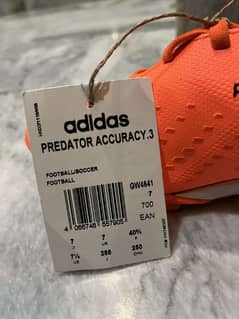 adidas
PREDATOR ACCURACY.3
FOOTBALL/SOCCER
FOOTBALL
GW4641
7
700
EAN
4 066746 557905
7 7 40⅔
7½ 255 250